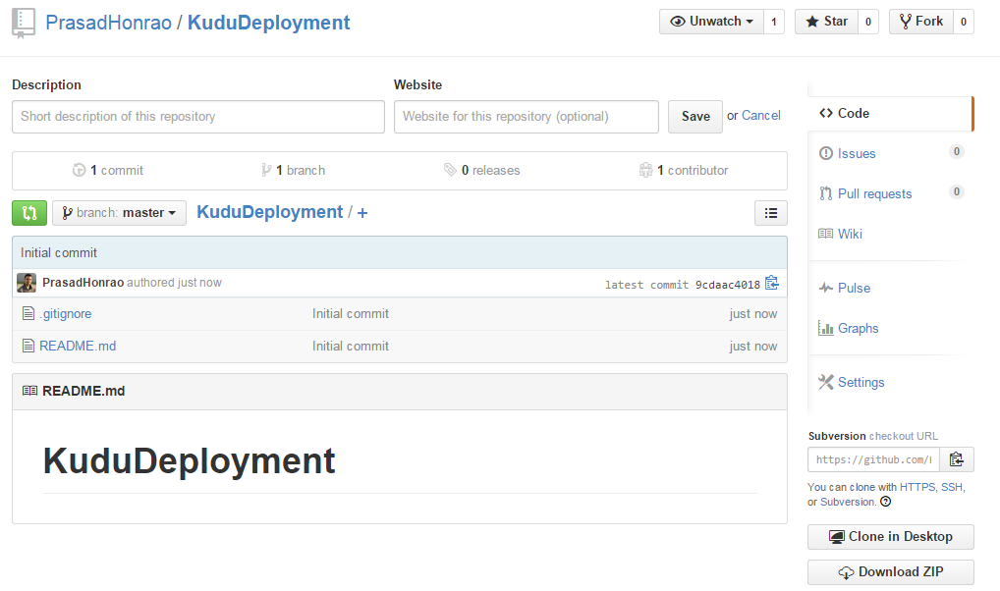 PrasadHonrao / KuduDeployment
Unwatch 1 Star 0 Fork 0
Description
Website
Short description of this repository
Website for this repository (optional)
Save or Cancel
1 commit 1 branch 0 releases 1 contributor
branch: master KuduDeployment / +
Initial commit
PrasadHonrao authored just now latest commit 9cdaac4018
.gitignore Initial commit just now
README.md Initial commit just now
README.md
KuduDeployment
Code
Issues 0
Pull requests 0
Wiki
Pulse
Graphs
Settings
Subversion checkout URL
https://github.com/
You can clone with HTTPS, SSH,
or Subversion.
Clone in Desktop
Download ZIP